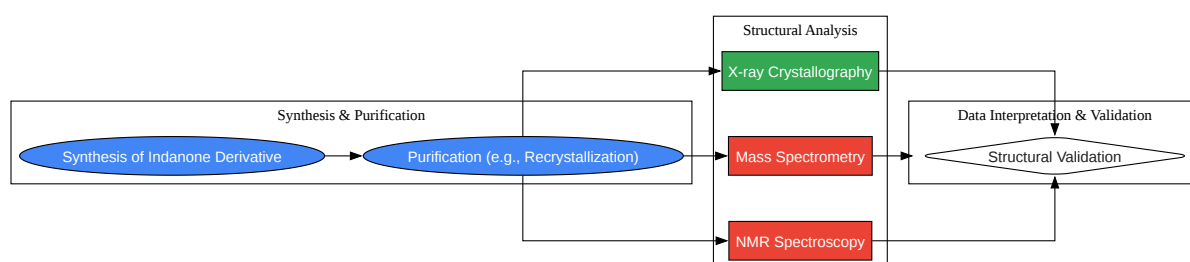 Structural Analysis
X-ray Crystallography
Synthesis & Purification
Data Interpretation & Validation
Synthesis of Indanone Derivative
Purification (e.g., Recrystallization)
Mass Spectrometry
Structural Validation
NMR Spectroscopy